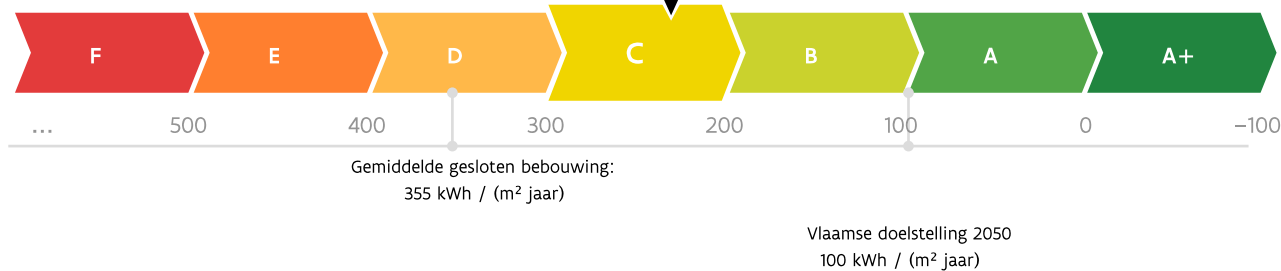 F E D C B A A+
... 500 400 300 200 100 0 –100
Gemiddelde gesloten bebouwing:
355 kWh / (m² jaar)
Vlaamse doelstelling 2050
100 kWh / (m² jaar)